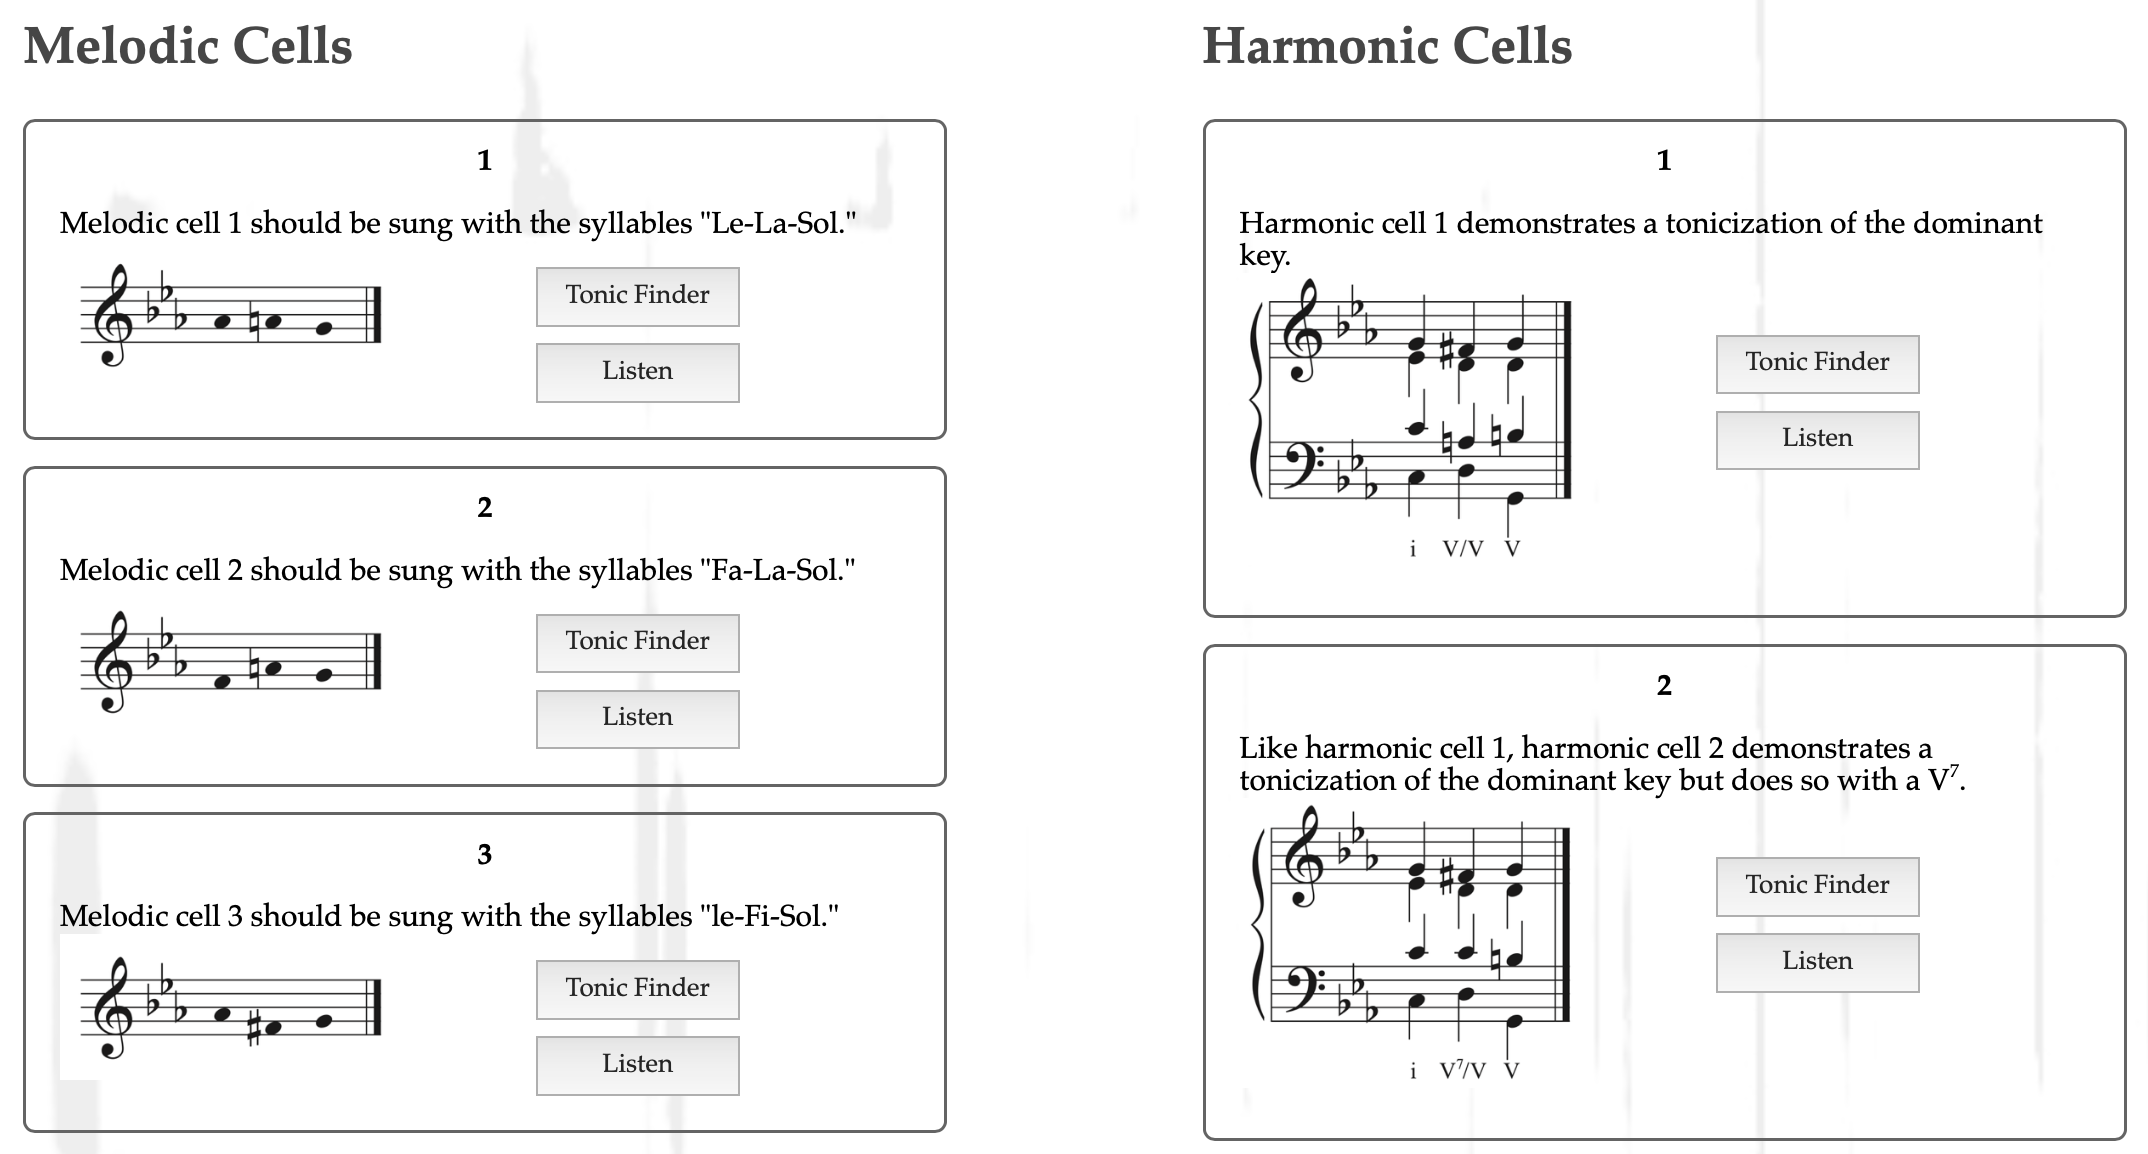 Melodic Cells
1
Melodic cell 1 should be sung with the syllables "Le-La-Sol."
Tonic Finder
Listen
2
Melodic cell 2 should be sung with the syllables "Fa-La-Sol."
Tonic Finder
Listen
3
Melodic cell 3 should be sung with the syllables "le-Fi-Sol."
Tonic Finder
Listen
Harmonic Cells
1
Harmonic cell 1 demonstrates a tonicization of the dominant
key.
Tonic Finder
Listen
i V/V V
2
Like harmonic cell 1, harmonic cell 2 demonstrates a
tonicization of the dominant key but does so with a V⁷.
Tonic Finder
Listen
i V⁷/V V